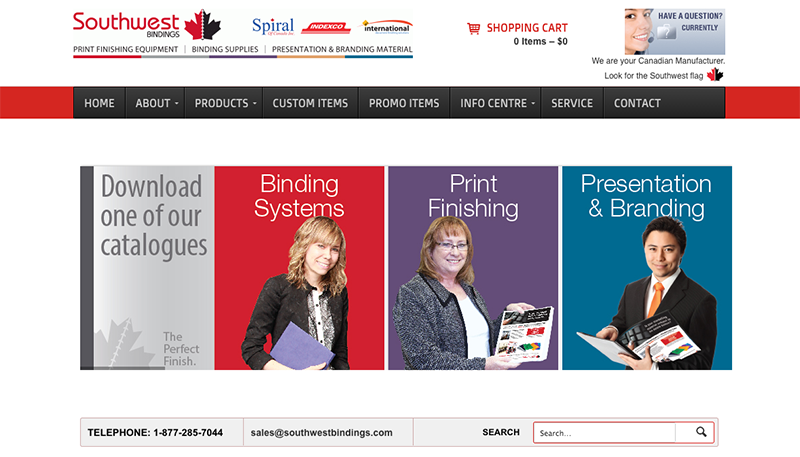 Southwest
BINDINGS
Spiral
Of Canada Inc
INDEXCO
international
PRINT FINISHING EQUIPMENT | BINDING SUPPLIES | PRESENTATION & BRANDING MATERIAL
SHOPPING CART
0 Items – $0
HAVE A QUESTION?
CURRENTLY
We are your Canadian Manufacturer.
Look for the Southwest flag
HOME ABOUT PRODUCTS CUSTOM ITEMS PROMO ITEMS INFO CENTRE SERVICE CONTACT
Download
one of our
catalogues
The
Perfect
Finish.
Binding
Systems
Print
Finishing
Presentation
& Branding
TELEPHONE: 1-877-285-7044 sales@southwestbindings.com SEARCH Search...